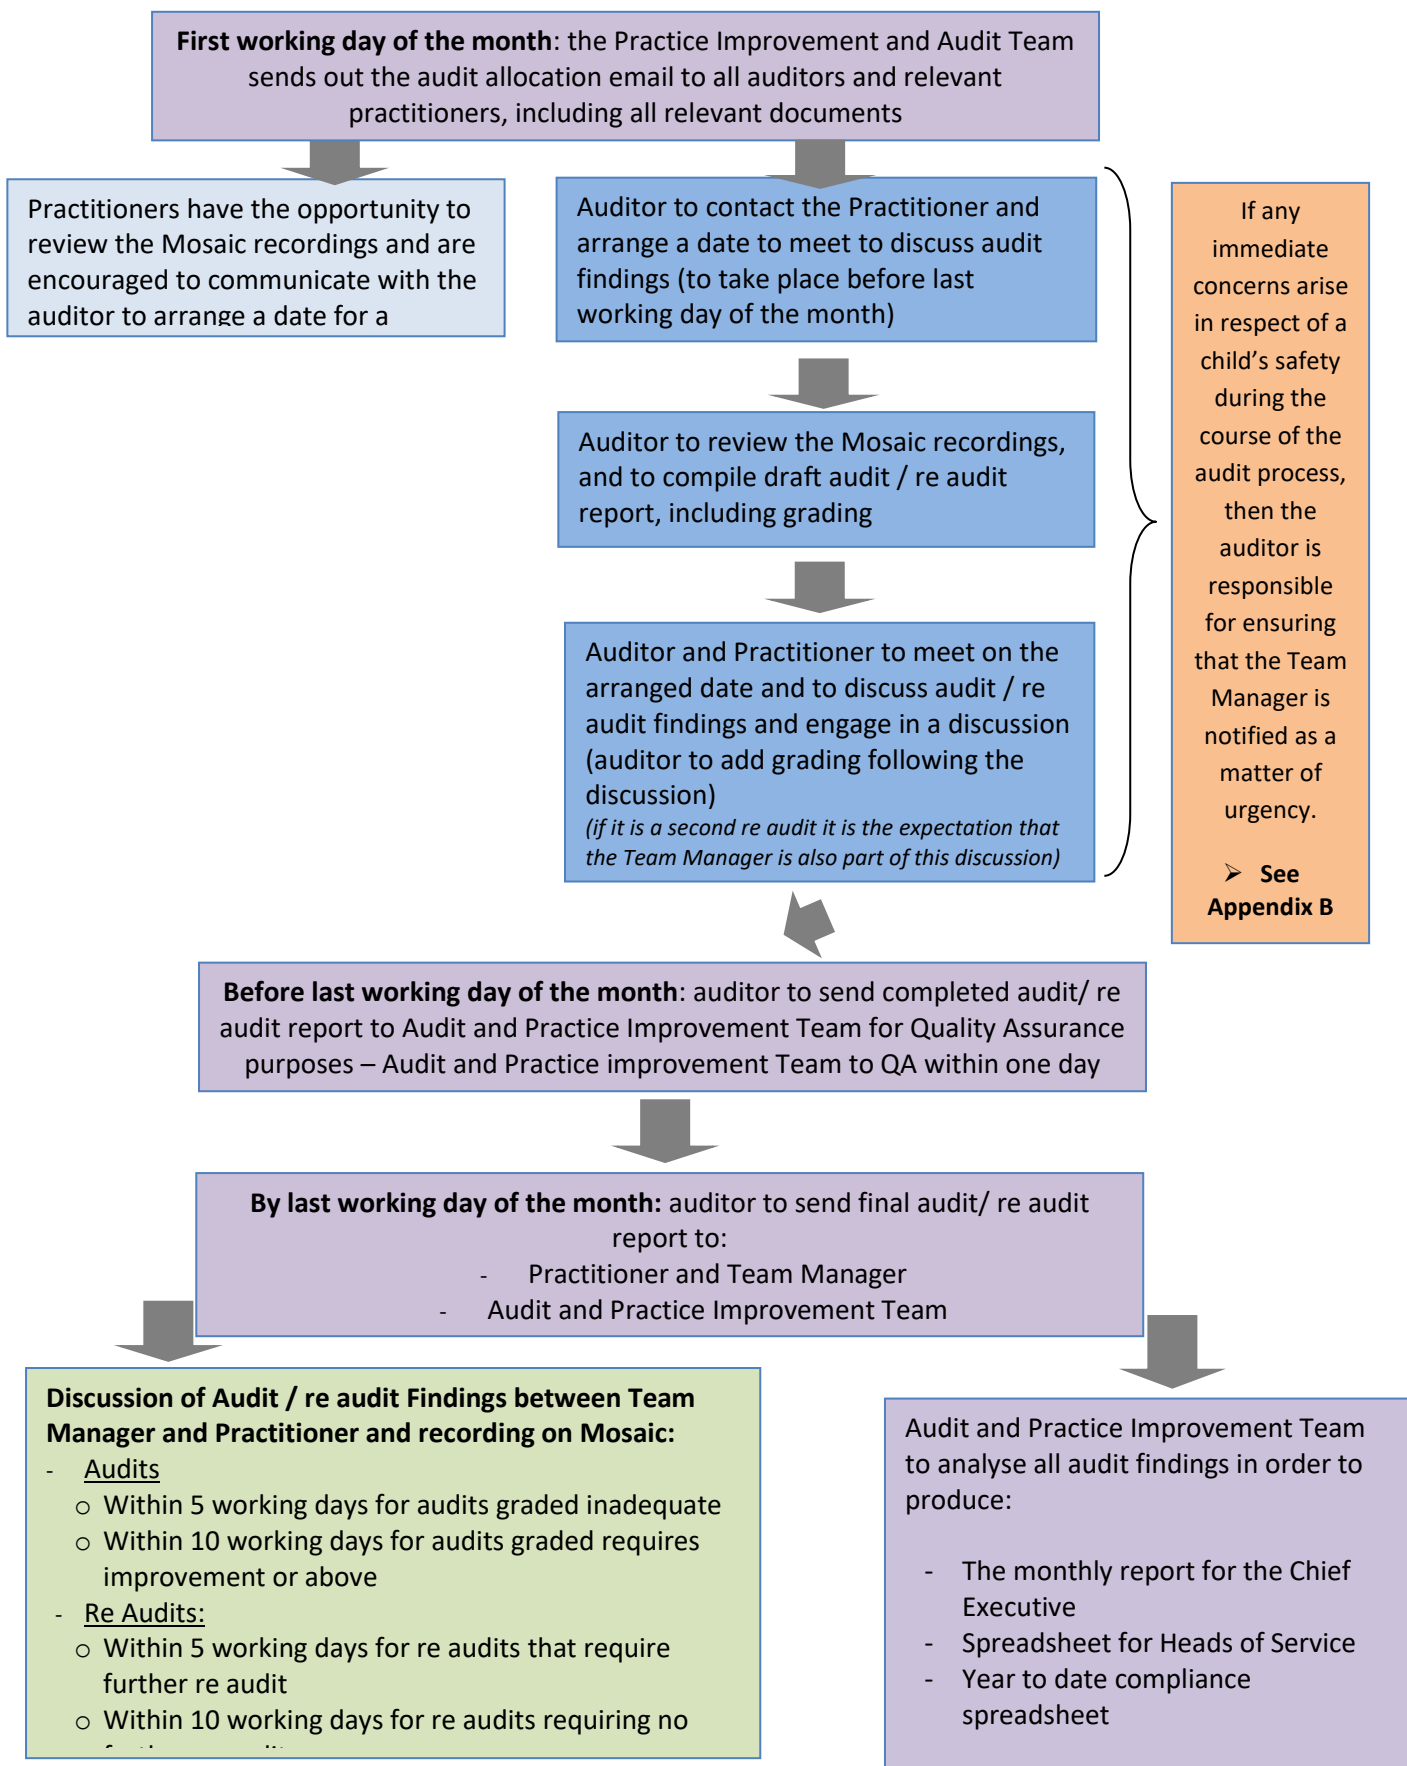 First working day of the month: the Practice Improvement and Audit Team
sends out the audit allocation email to all auditors and relevant
practitioners, including all relevant documents
Practitioners have the opportunity to
review the Mosaic recordings and are
encouraged to communicate with the
auditor to arrange a date for a
Auditor to contact the Practitioner and
arrange a date to meet to discuss audit
findings (to take place before last
working day of the month)
Auditor to review the Mosaic recordings,
and to compile draft audit / re audit
report, including grading
Auditor and Practitioner to meet on the
arranged date and to discuss audit / re
audit findings and engage in a discussion
(auditor to add grading following the
discussion)
(if it is a second re audit it is the expectation that
the Team Manager is also part of this discussion)
If any
immediate
concerns arise
in respect of a
child’s safety
during the
course of the
audit process,
then the
auditor is
responsible
for ensuring
that the Team
Manager is
notified as a
matter of
urgency.
➢ See
Appendix B
Before last working day of the month: auditor to send completed audit/ re
audit report to Audit and Practice Improvement Team for Quality Assurance
purposes – Audit and Practice improvement Team to QA within one day
By last working day of the month: auditor to send final audit/ re audit
report to:
- Practitioner and Team Manager
- Audit and Practice Improvement Team
Discussion of Audit / re audit Findings between Team
Manager and Practitioner and recording on Mosaic:
- Audits
o Within 5 working days for audits graded inadequate
o Within 10 working days for audits graded requires
improvement or above
- Re Audits:
o Within 5 working days for re audits that require
further re audit
o Within 10 working days for re audits requiring no
Audit and Practice Improvement Team
to analyse all audit findings in order to
produce:
- The monthly report for the Chief
Executive
- Spreadsheet for Heads of Service
- Year to date compliance
spreadsheet